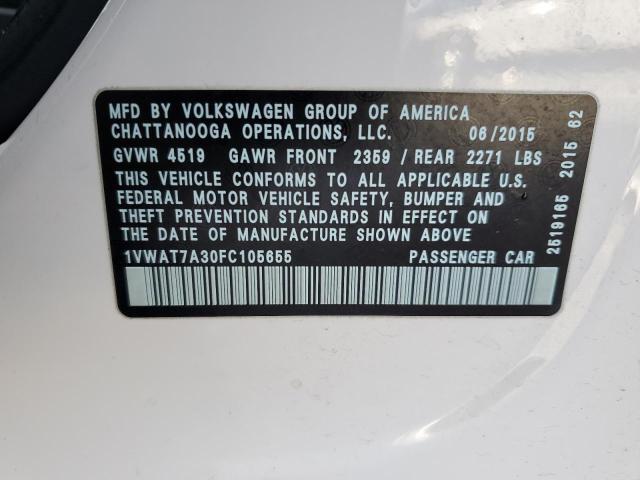 MFD BY VOLKSWAGEN GROUP OF AMERICA
CHATTANOOGA OPERATIONS, LLC. 06/2015
GVWR 4519 GAWR FRONT 2359 / REAR 2271 LBS
THIS VEHICLE CONFORMS TO ALL APPLICABLE U.S.
FEDERAL MOTOR VEHICLE SAFETY, BUMPER AND
THEFT PREVENTION STANDARDS IN EFFECT ON
THE DATE OF MANUFACTURE SHOWN ABOVE
1VWAT7A30FC105655 PASSENGER CAR
2519165 2015 62